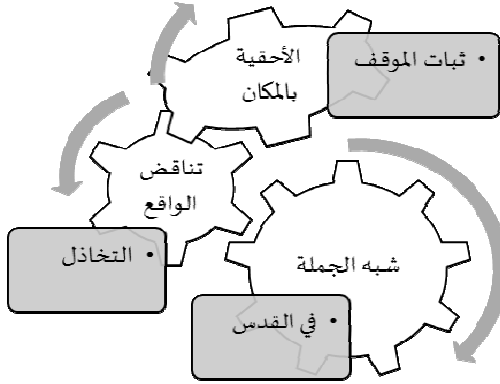 الأحقية
بالمكان
• ثبات الموقف
تناقض
الواقع
• التخاذل
شبه الجملة
• في القدس